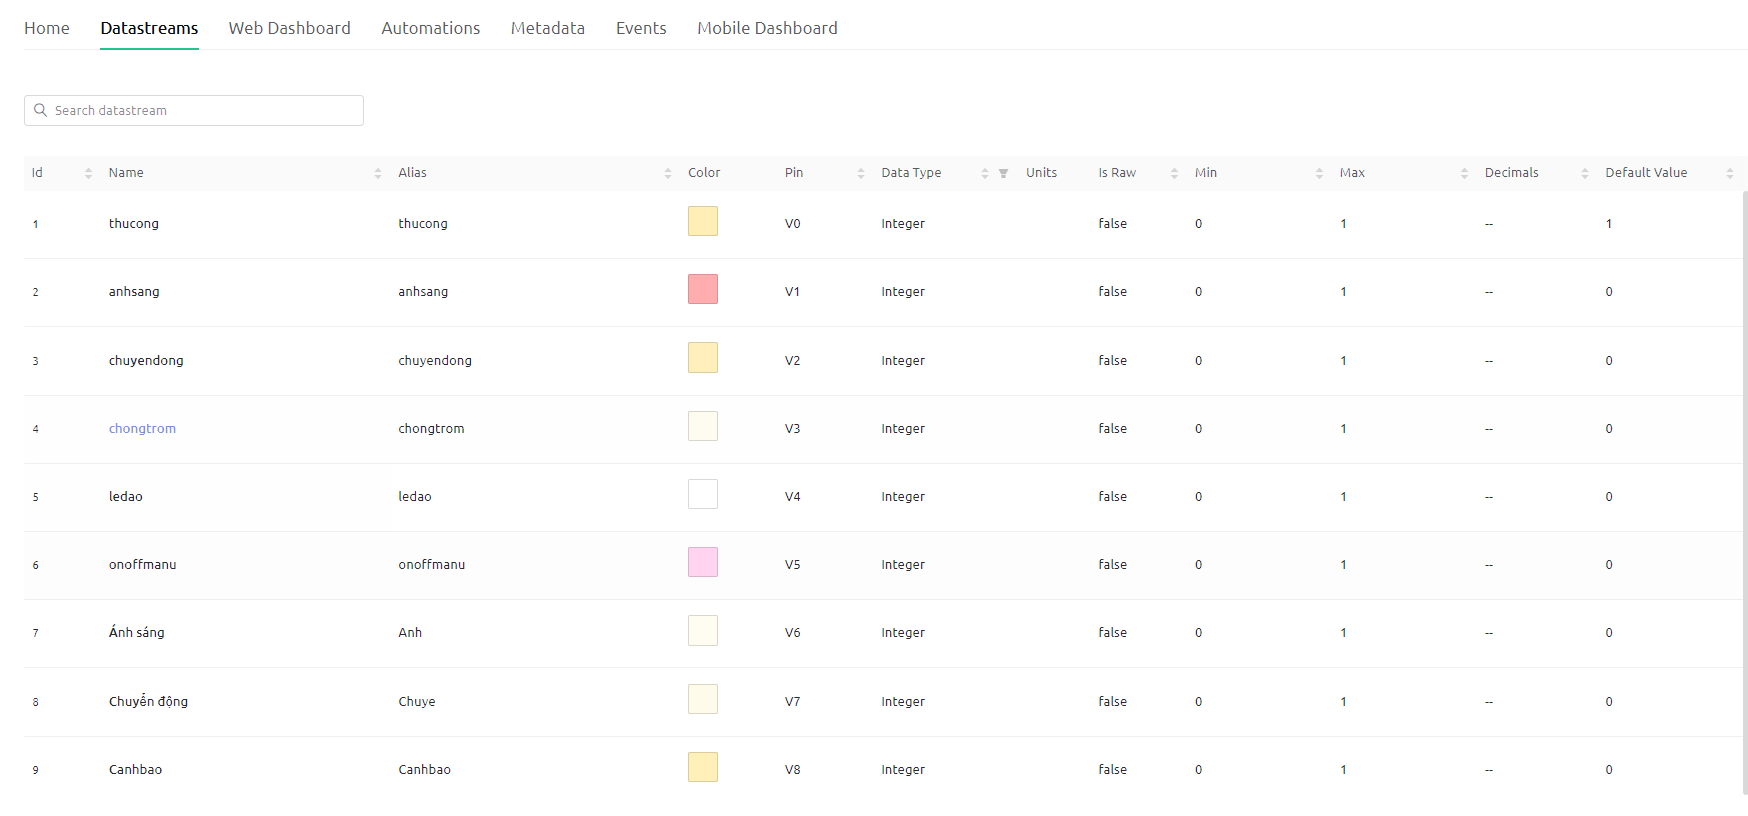 Home Datastreams Web Dashboard Automations Metadata Events Mobile Dashboard
Search datastream
Id Name Alias Color Pin Data Type Units Is Raw Min Max Decimals Default Value
1 thucong thucong V0 Integer false 0 1 -- 1
2 anhsang anhsang V1 Integer false 0 1 -- 0
3 chuyendong chuyendong V2 Integer false 0 1 -- 0
4 chongtrom chongtrom V3 Integer false 0 1 -- 0
5 ledao ledao V4 Integer false 0 1 -- 0
6 onoffmanu onoffmanu V5 Integer false 0 1 -- 0
7 Ánh sáng Anh V6 Integer false 0 1 -- 0
8 Chuyển động Chuye V7 Integer false 0 1 -- 0
9 Canhbao Canhbao V8 Integer false 0 1 -- 0